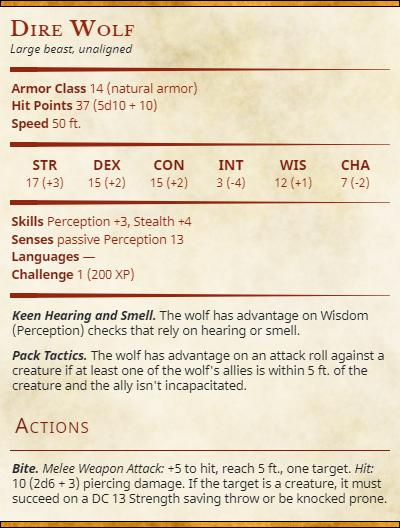 Dire Wolf
Large beast, unaligned
Armor Class 14 (natural armor)
Hit Points 37 (5d10 + 10)
Speed 50 ft.
STR DEX CON INT WIS CHA
17 (+3) 15 (+2) 15 (+2) 3 (-4) 12 (+1) 7 (-2)
Skills Perception +3, Stealth +4
Senses passive Perception 13
Languages —
Challenge 1 (200 XP)
Keen Hearing and Smell. The wolf has advantage on Wisdom
(Perception) checks that rely on hearing or smell.
Pack Tactics. The wolf has advantage on an attack roll against a
creature if at least one of the wolf's allies is within 5 ft. of the
creature and the ally isn't incapacitated.
Actions
Bite. Melee Weapon Attack: +5 to hit, reach 5 ft., one target. Hit:
10 (2d6 + 3) piercing damage. If the target is a creature, it must
succeed on a DC 13 Strength saving throw or be knocked prone.